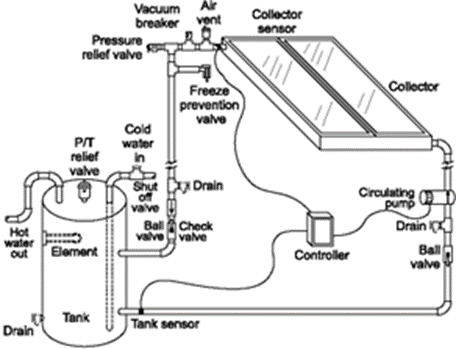 Vacuum
breaker
Air
vent
Collector
sensor
Pressure
relief valve
Collector
Freeze
prevention
valve
Cold
water in
P/T
relief
valve
Shut
off
valve
Drain
Circulating
pump
Hot
water
out
Element
Ball
valve
Check
valve
Controller
Drain
Ball
valve
Drain
Tank
Tank sensor